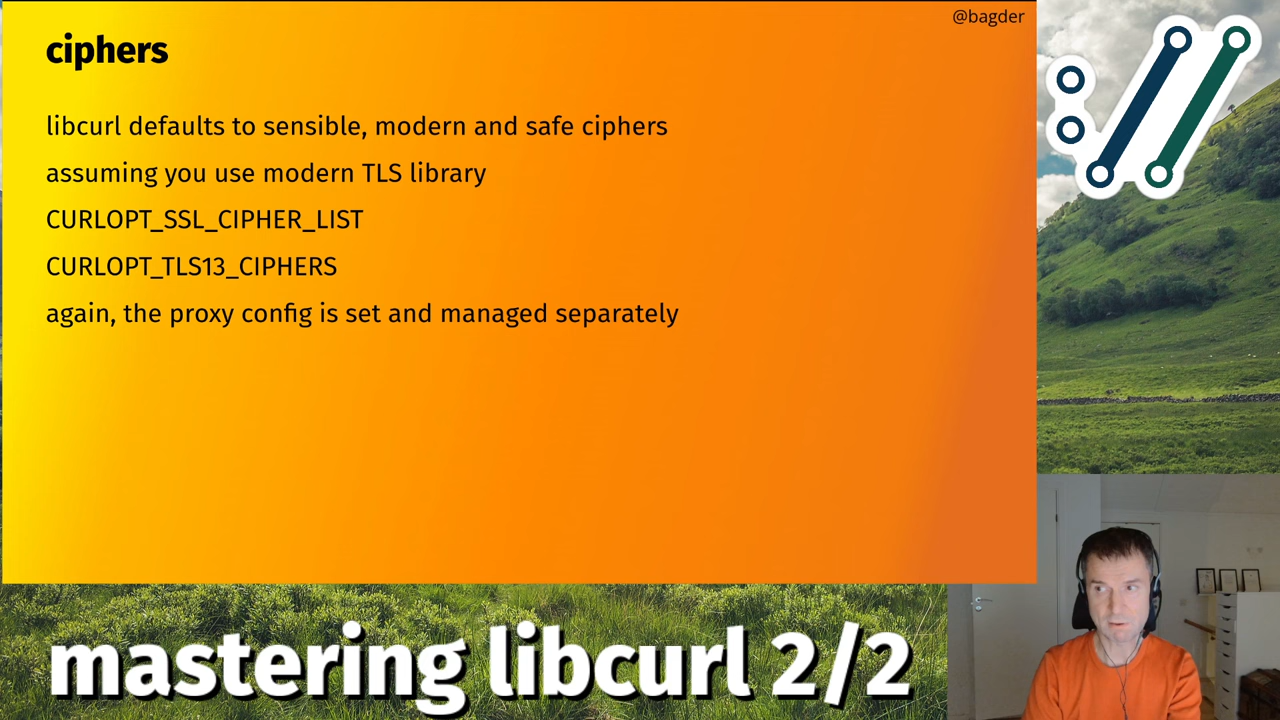 @bagder
ciphers
libcurl defaults to sensible, modern and safe ciphers
assuming you use modern TLS library
CURLOPT_SSL_CIPHER_LIST
CURLOPT_TLS13_CIPHERS
again, the proxy config is set and managed separately
mastering libcurl 2/2